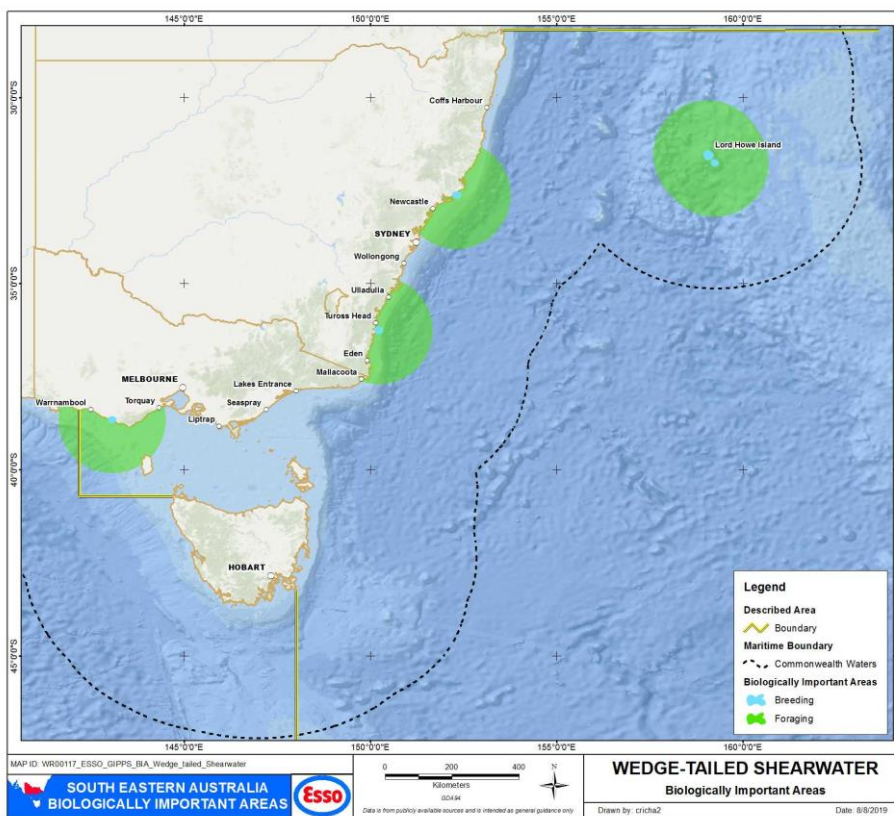 145°0'0"E
150°0'0"E
155°0'0"E
160°0'0"E
30°0'0"S
35°0'0"S
40°0'0"S
45°0'0"S
Coffs Harbour
Lord Howe Island
Newcastle
SYDNEY
Wollongong
Ulladulla
Tuross Head
Eden
Mallacoota
MELBOURNE
Lakes Entrance
Warrnambool
Torquay
Seaspray
Liptrap
HOBART
Legend
Described Area
Boundary
Maritime Boundary
Commonwealth Waters
Biologically Important Areas
Breeding
Foraging
145°0'0"E
150°0'0"E
155°0'0"E
160°0'0"E
MAP ID: WR00117_ESSO_GIPPS_BIA_Wedge_tailed_Shearwater
SOUTH EASTERN AUSTRALIA
BIOLOGICALLY IMPORTANT AREAS
Esso
0 200 400
Kilometers
GDA94
N
Data is from publicly available sources and is intended as general guidance only
WEDGE-TAILED SHEARWATER
Biologically Important Areas
Drawn by: cricha2
Date: 8/8/2019